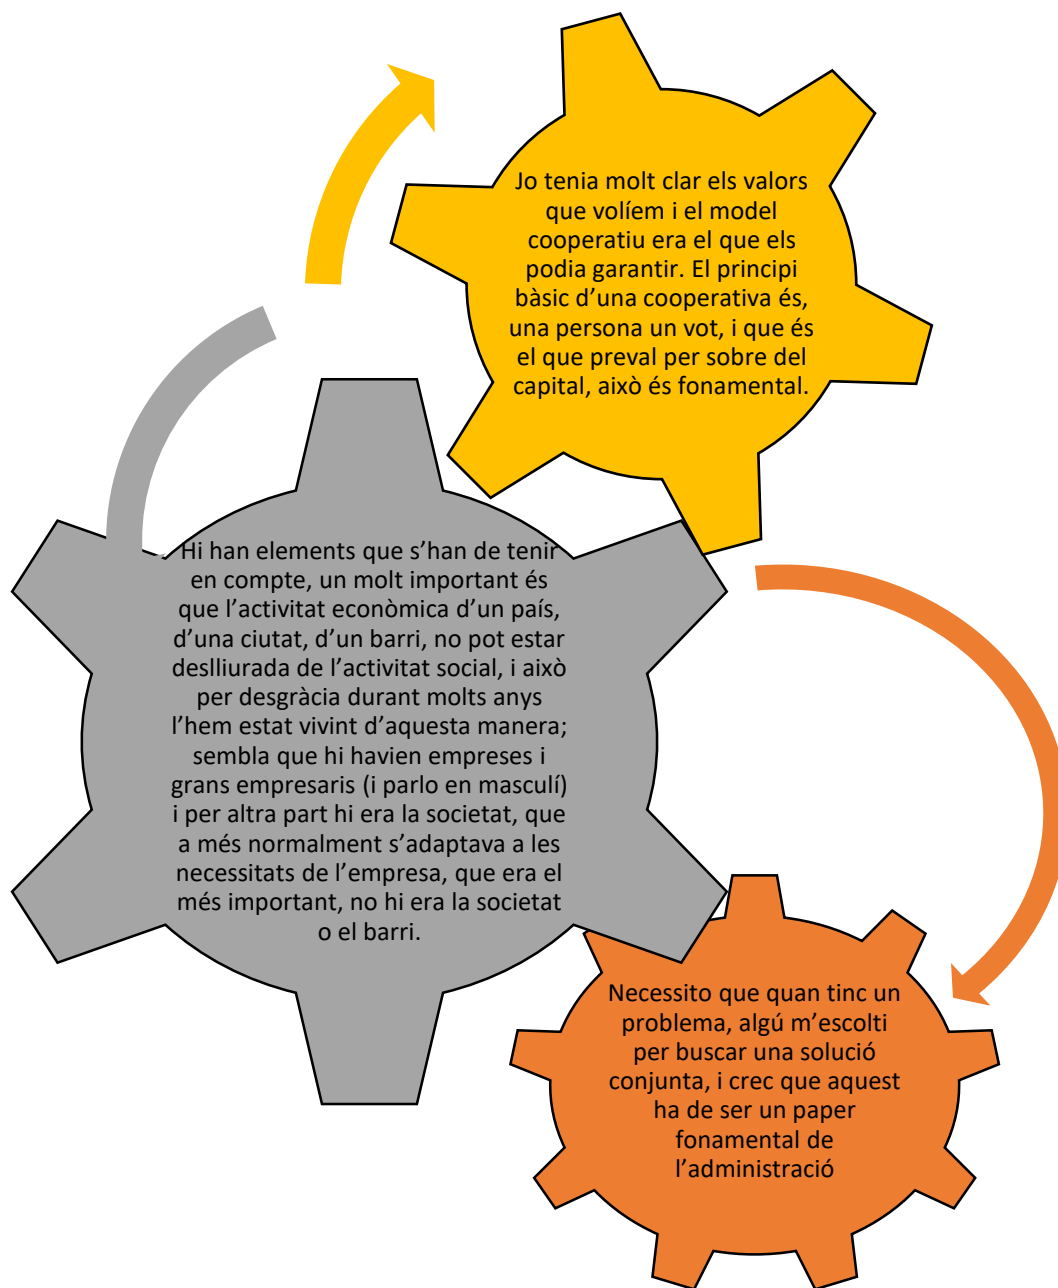 Jo tenia molt clar els valors
que volíem i el model
cooperatiu era el que els
podia garantir. El principi
bàsic d’una cooperativa és,
una persona un vot, i que és
el que preval per sobre del
capital, això és fonamental.
Hi han elements que s’han de tenir
en compte, un molt important és
que l’activitat econòmica d’un país,
d’una ciutat, d’un barri, no pot estar
deslliurada de l’activitat social, i això
per desgràcia durant molts anys
l’hem estat vivint d’aquesta manera;
sembla que hi havien empreses i
grans empresaris (i parlo en masculí)
i per altra part hi era la societat, que
a més normalment s’adaptava a les
necessitats de l’empresa, que era el
més important, no hi era la societat
o el barri.
Necessito que quan tinc un
problema, algú m’escolti
per buscar una solució
conjunta, i crec que aquest
ha de ser un paper
fonamental de
l’administració